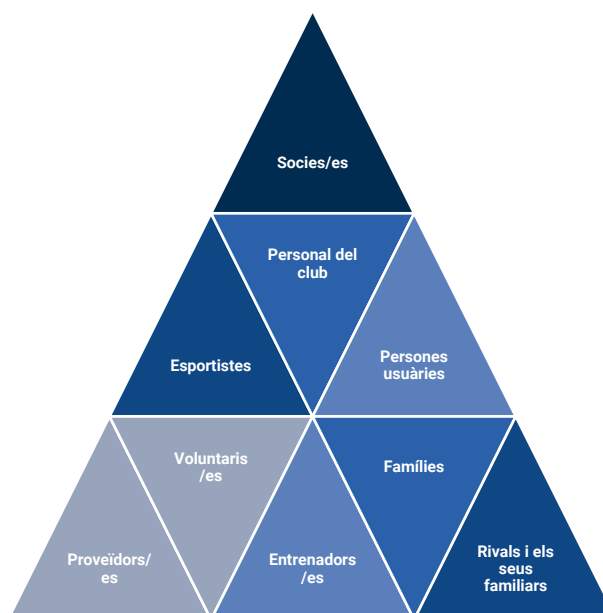 Socies/es
Personal del
club
Esportistes
Persones
usuàries
Voluntaris
/es
Famílies
Proveïdors/
es
Entrenadors
/es
Rivals i els
seus
familiars